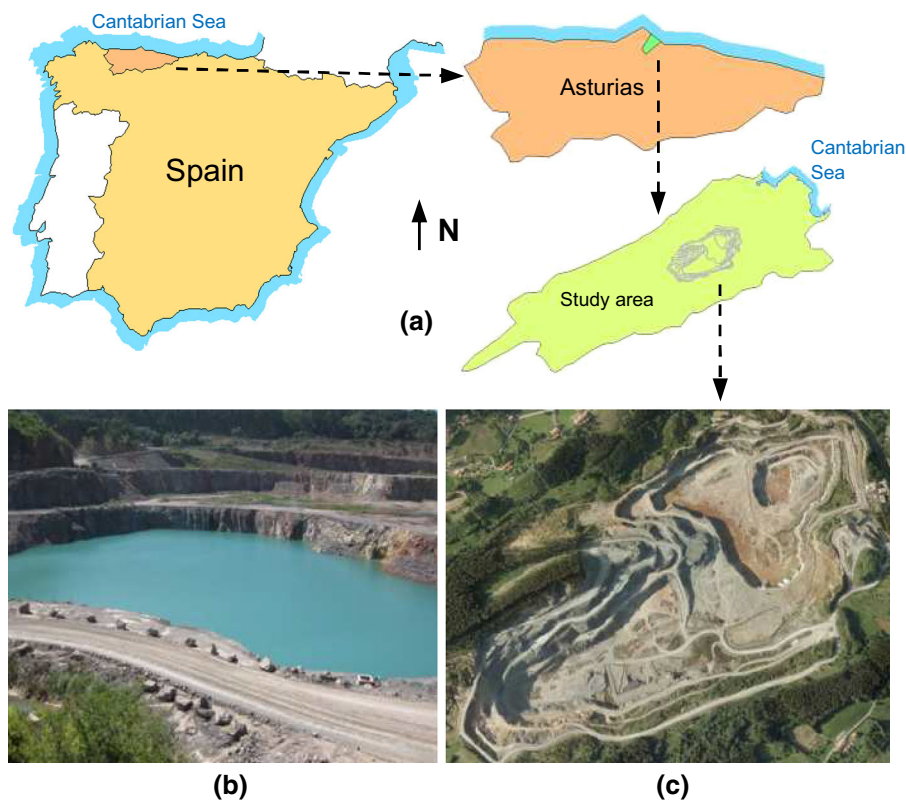 Cantabrian Sea
Spain
N
(a)
Asturias
Cantabrian
Sea
Study area
(b)
(c)